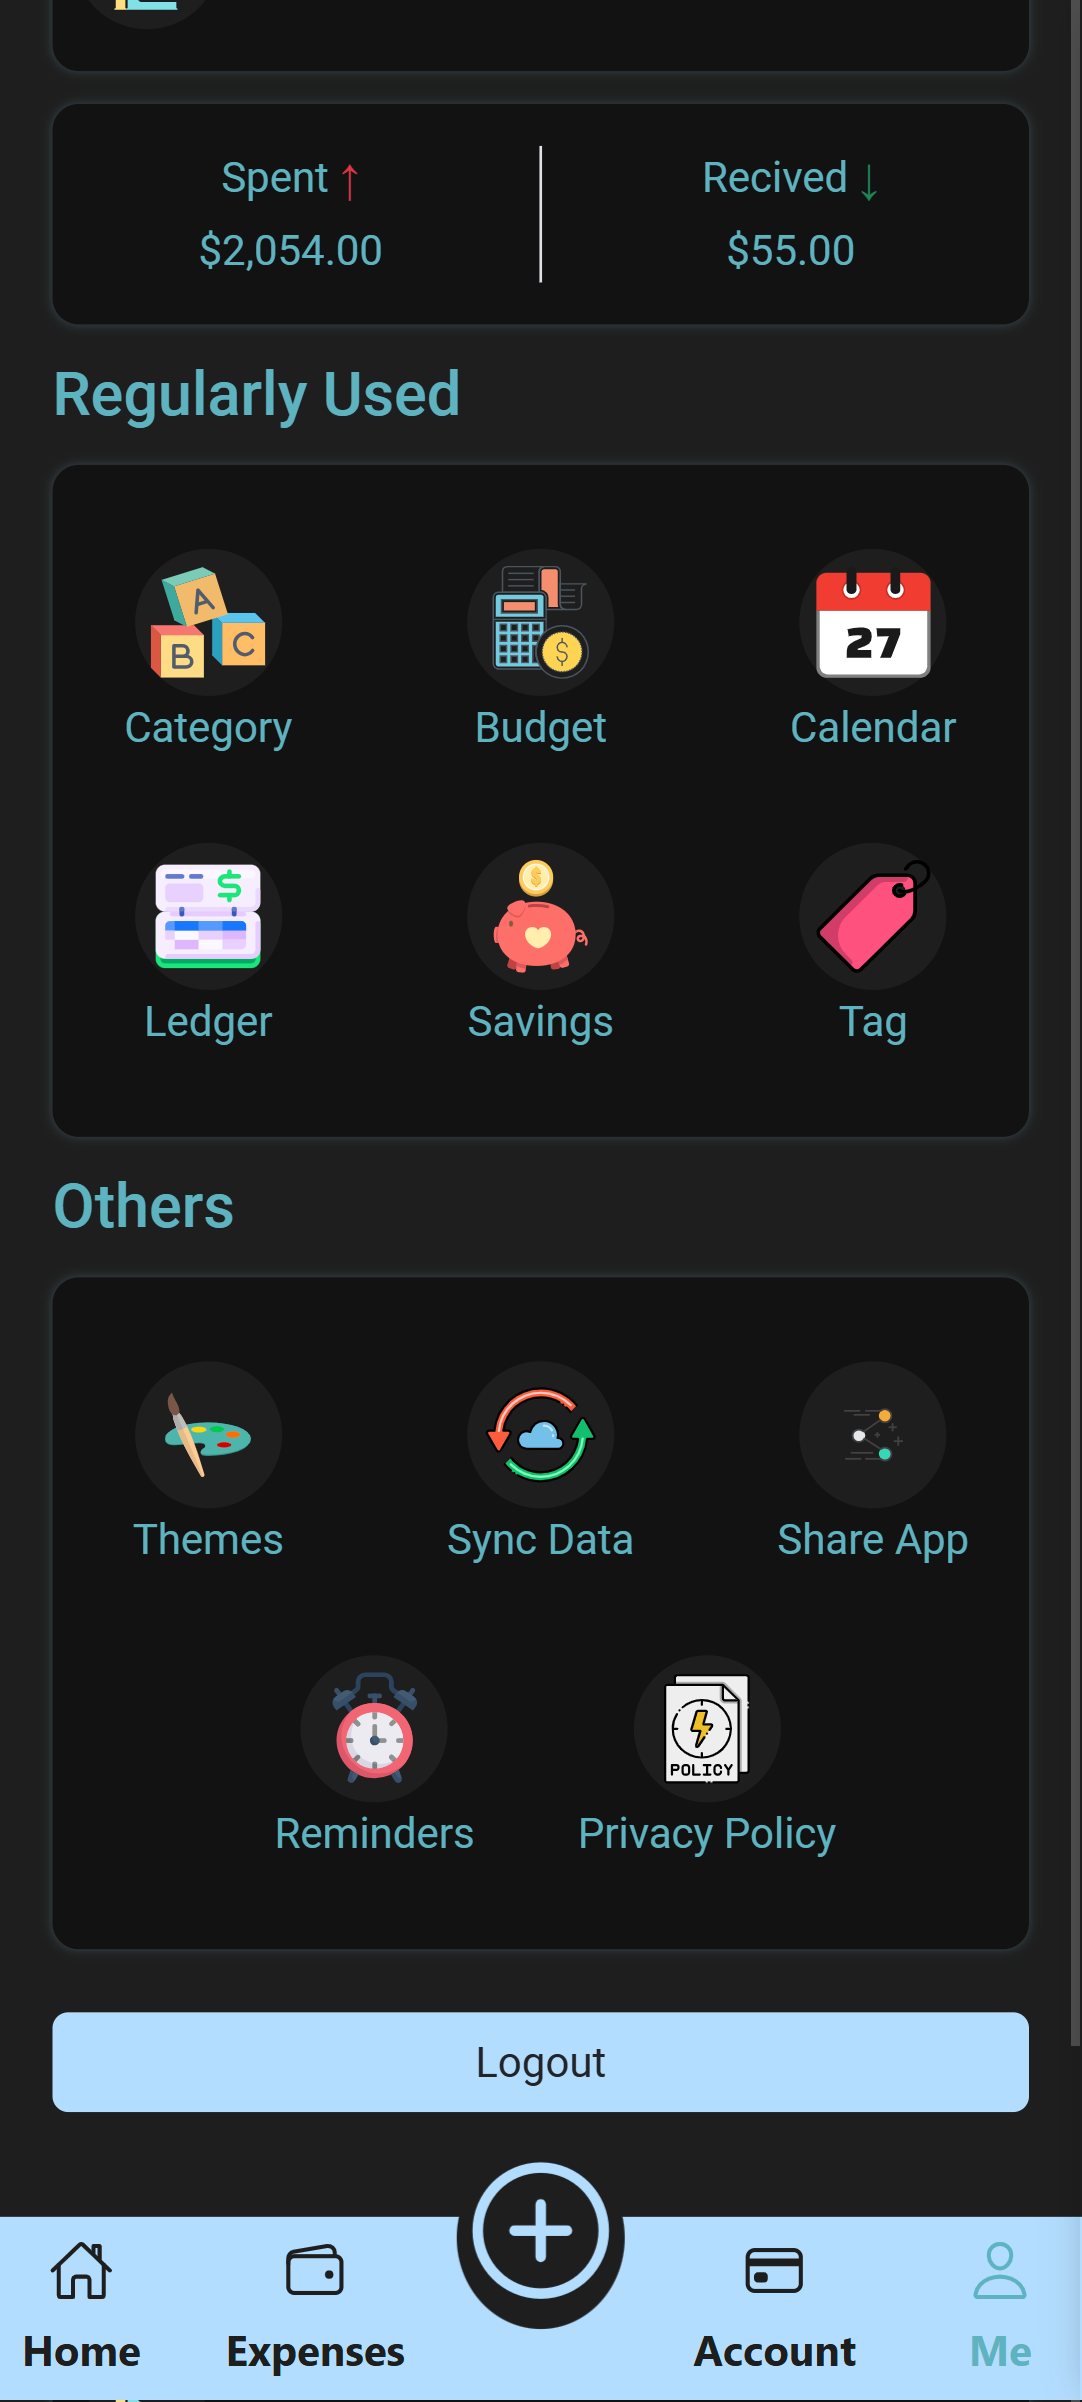 Spent ↑ Recived ↓
$2,054.00 $55.00
Regularly Used
A
B C
$
27
Category Budget Calendar
$ $
Ledger Savings Tag
Others
Themes Sync Data Share App
POLICY
Reminders Privacy Policy
Logout
Home Expenses Account Me